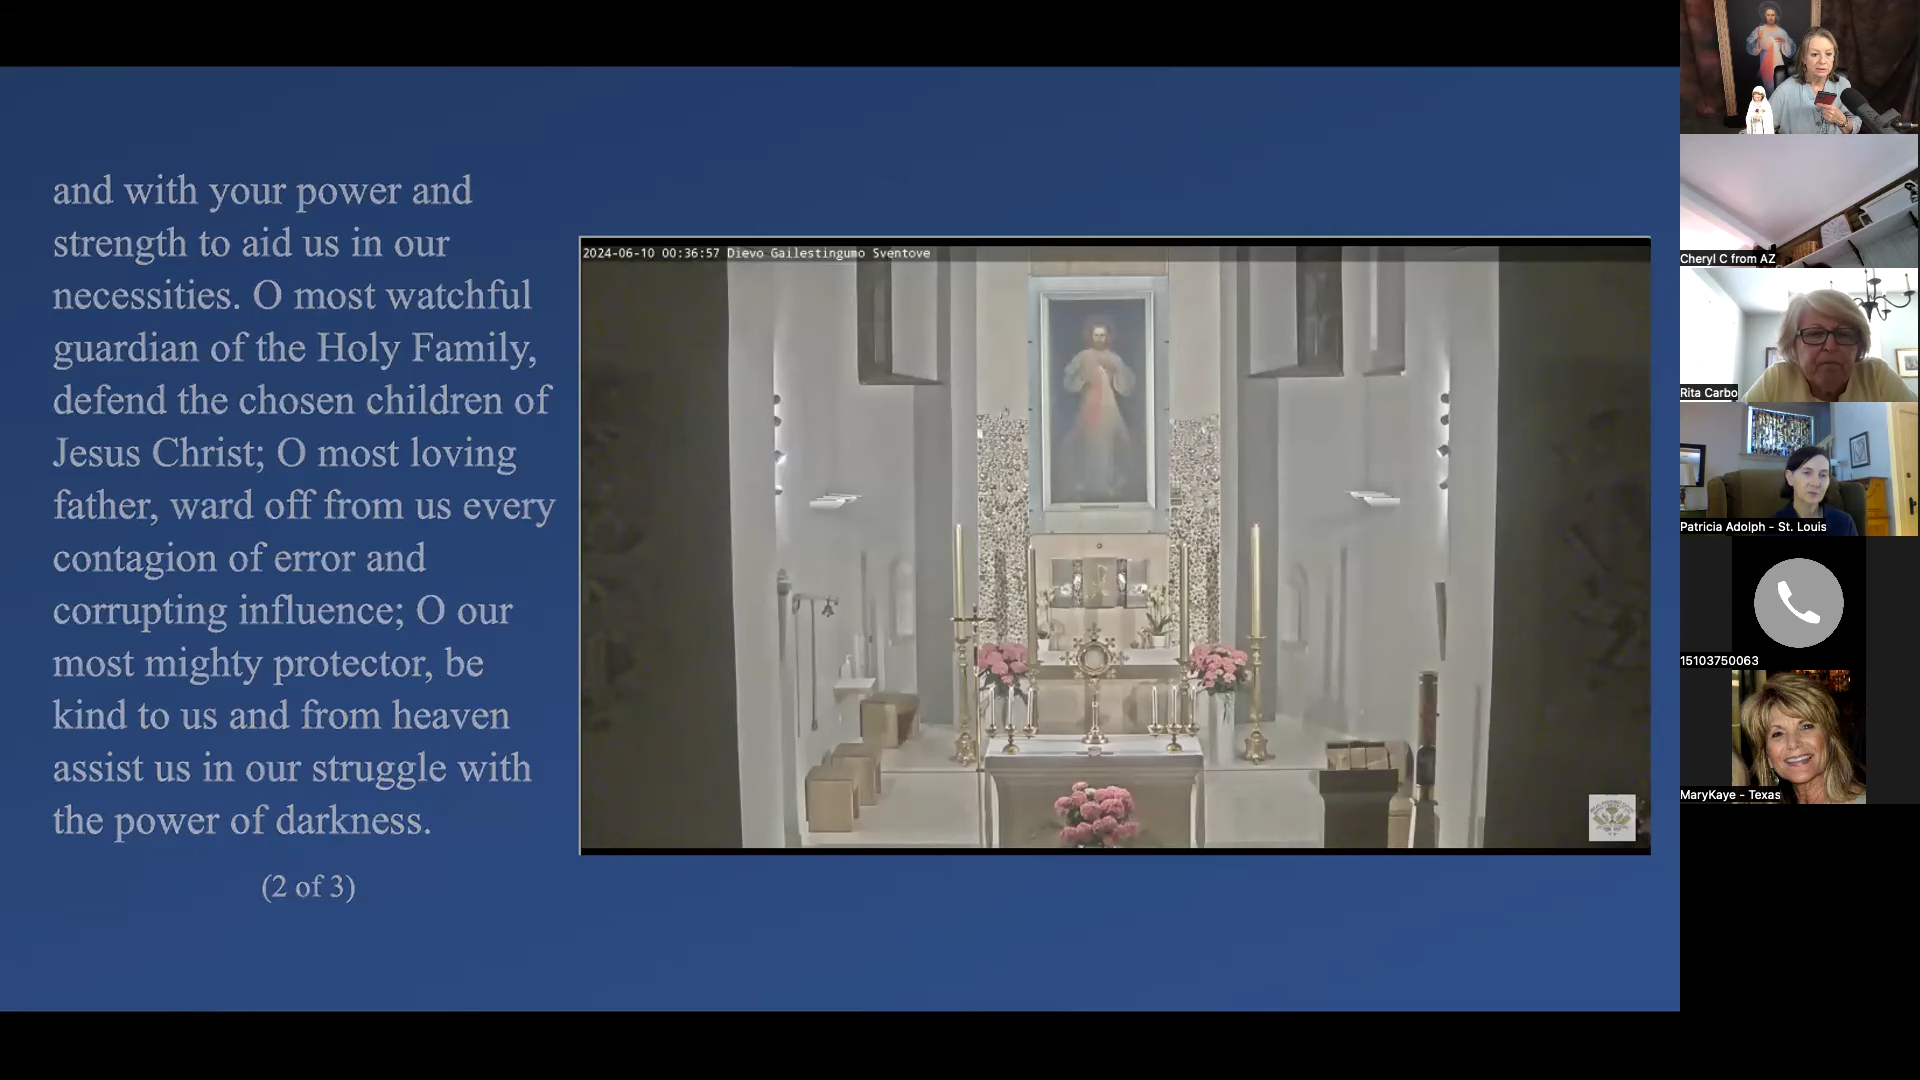 and with your power and
strength to aid us in our
necessities. O most watchful
guardian of the Holy Family,
defend the chosen children of
Jesus Christ; O most loving
father, ward off from us every
contagion of error and
corrupting influence; O our
most mighty protector, be
kind to us and from heaven
assist us in our struggle with
the power of darkness.
(2 of 3)
2024-06-10 00:36:57 Dievo Gailestingumo Sventove
Cheryl C from AZ
Rita Carbo
Patricia Adolph - St. Louis
15103750063
MaryKaye - Texas